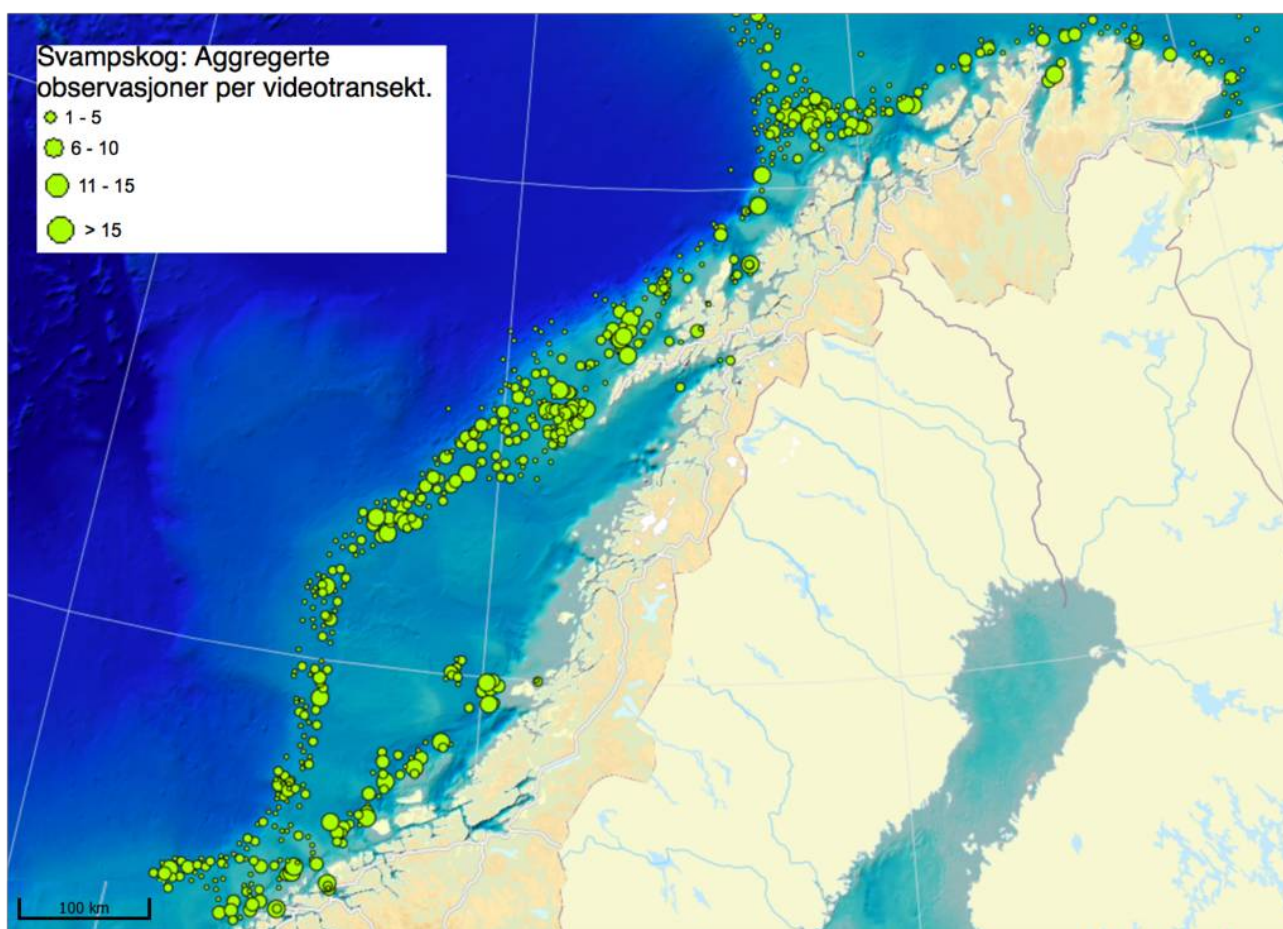 Svampskog: Aggregerte
observasjoner per videotransekt.
1 - 5
6 - 10
11 - 15
> 15
100 km